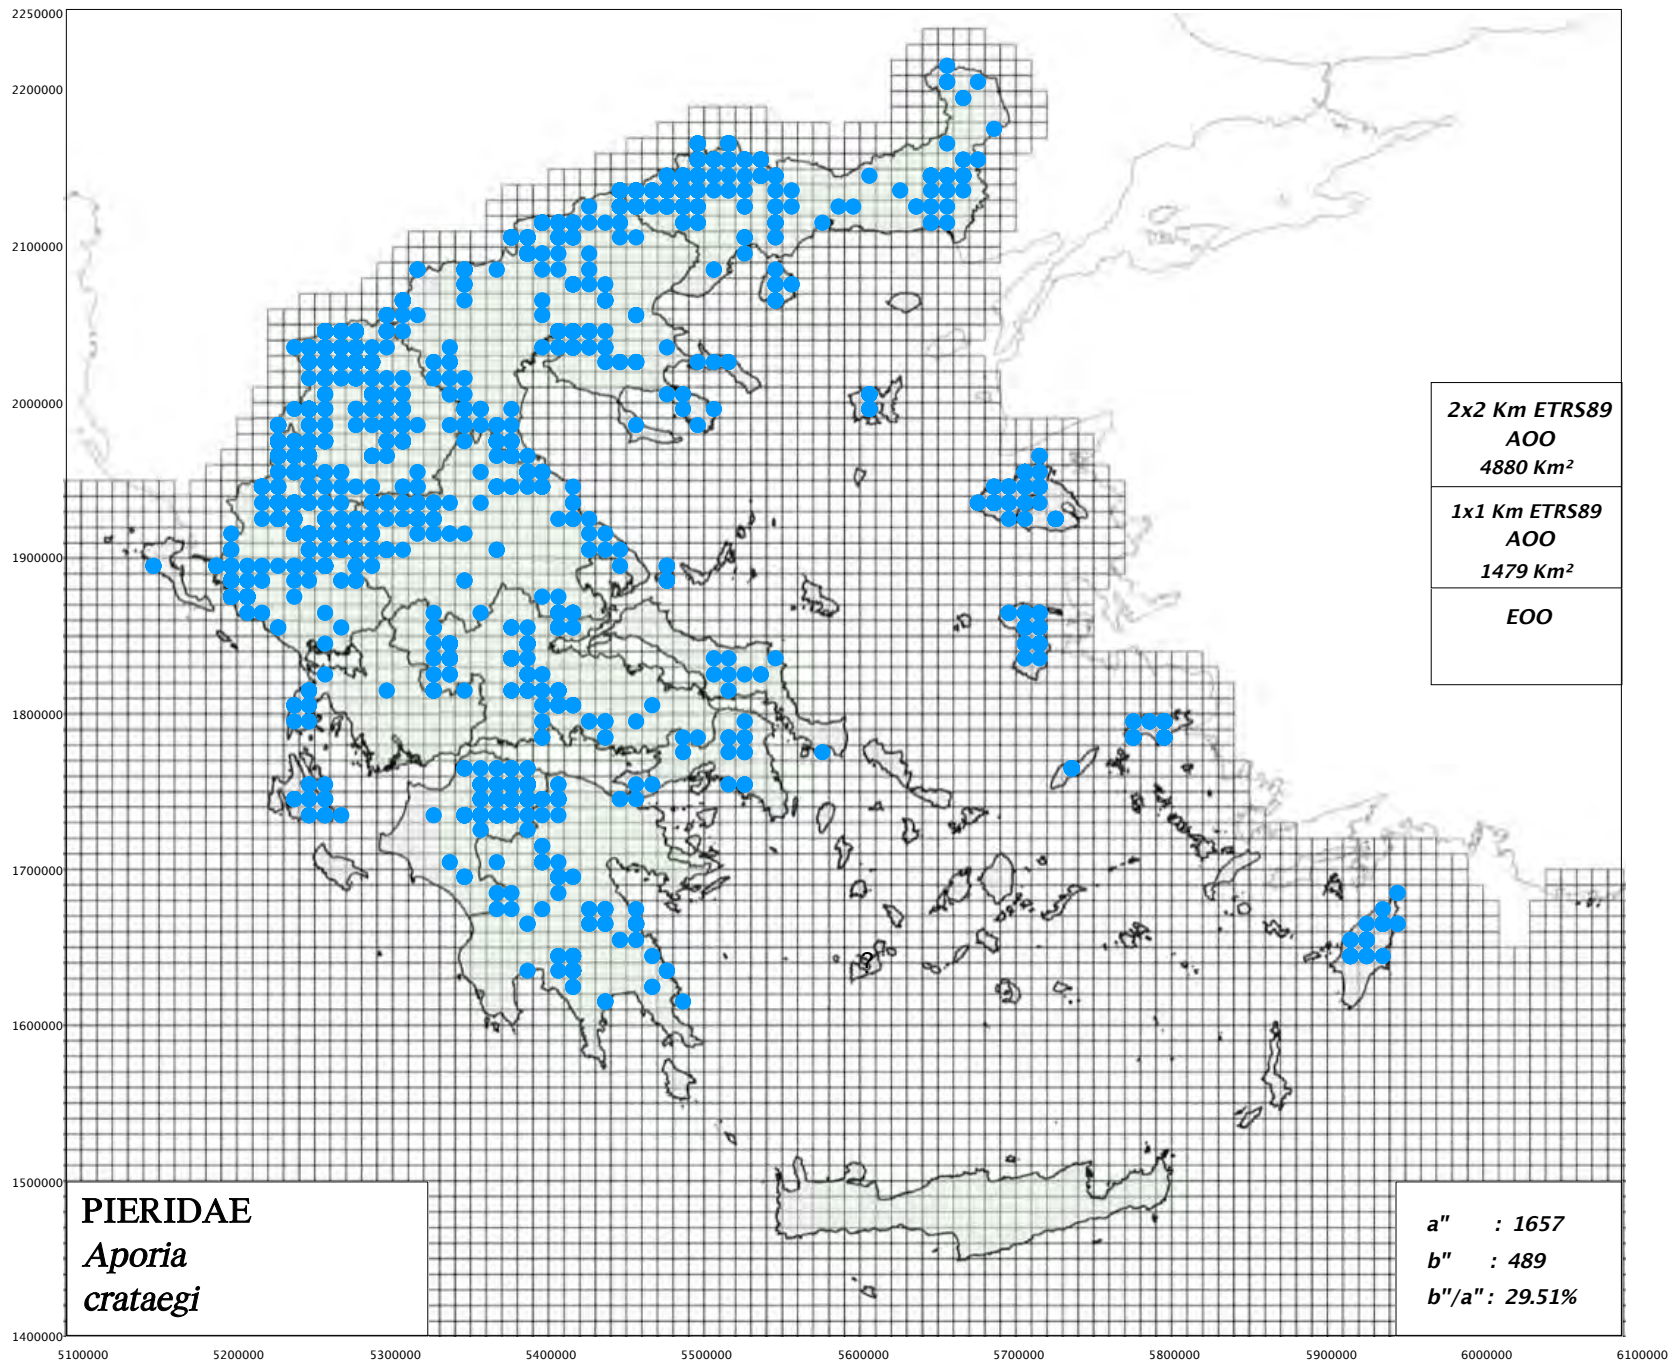 2250000
2200000
2100000
2000000
1900000
1800000
1700000
1600000
1500000
1400000
5100000 5200000 5300000 5400000 5500000 5600000 5700000 5800000 5900000 6000000 6100000
2x2 Km ETRS89
AOO
4880 Km²
1x1 Km ETRS89
AOO
1479 Km²
EOO
?
PIERIDAE
Aporia
crataegi
a" : 1657
b" : 489
b"/a" : 29.51%